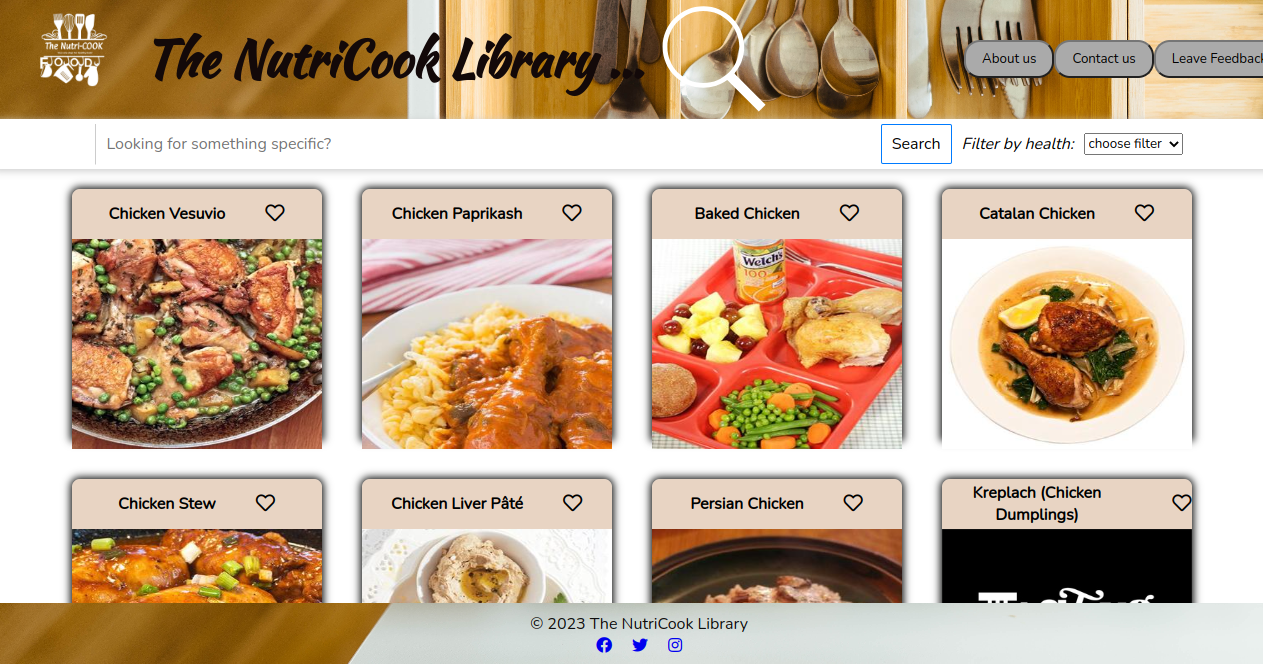 The Nutri-COOK
FOOD
The NutriCook Library ...
About us
Contact us
Leave Feedback
Looking for something specific?
Search
Filter by health:
choose filter
Chicken Vesuvio
Chicken Paprikash
Baked Chicken
Catalan Chicken
Welch's
100
Chicken Stew
Chicken Liver Pâté
Persian Chicken
Kreplach (Chicken
Dumplings)
© 2023 The NutriCook Library